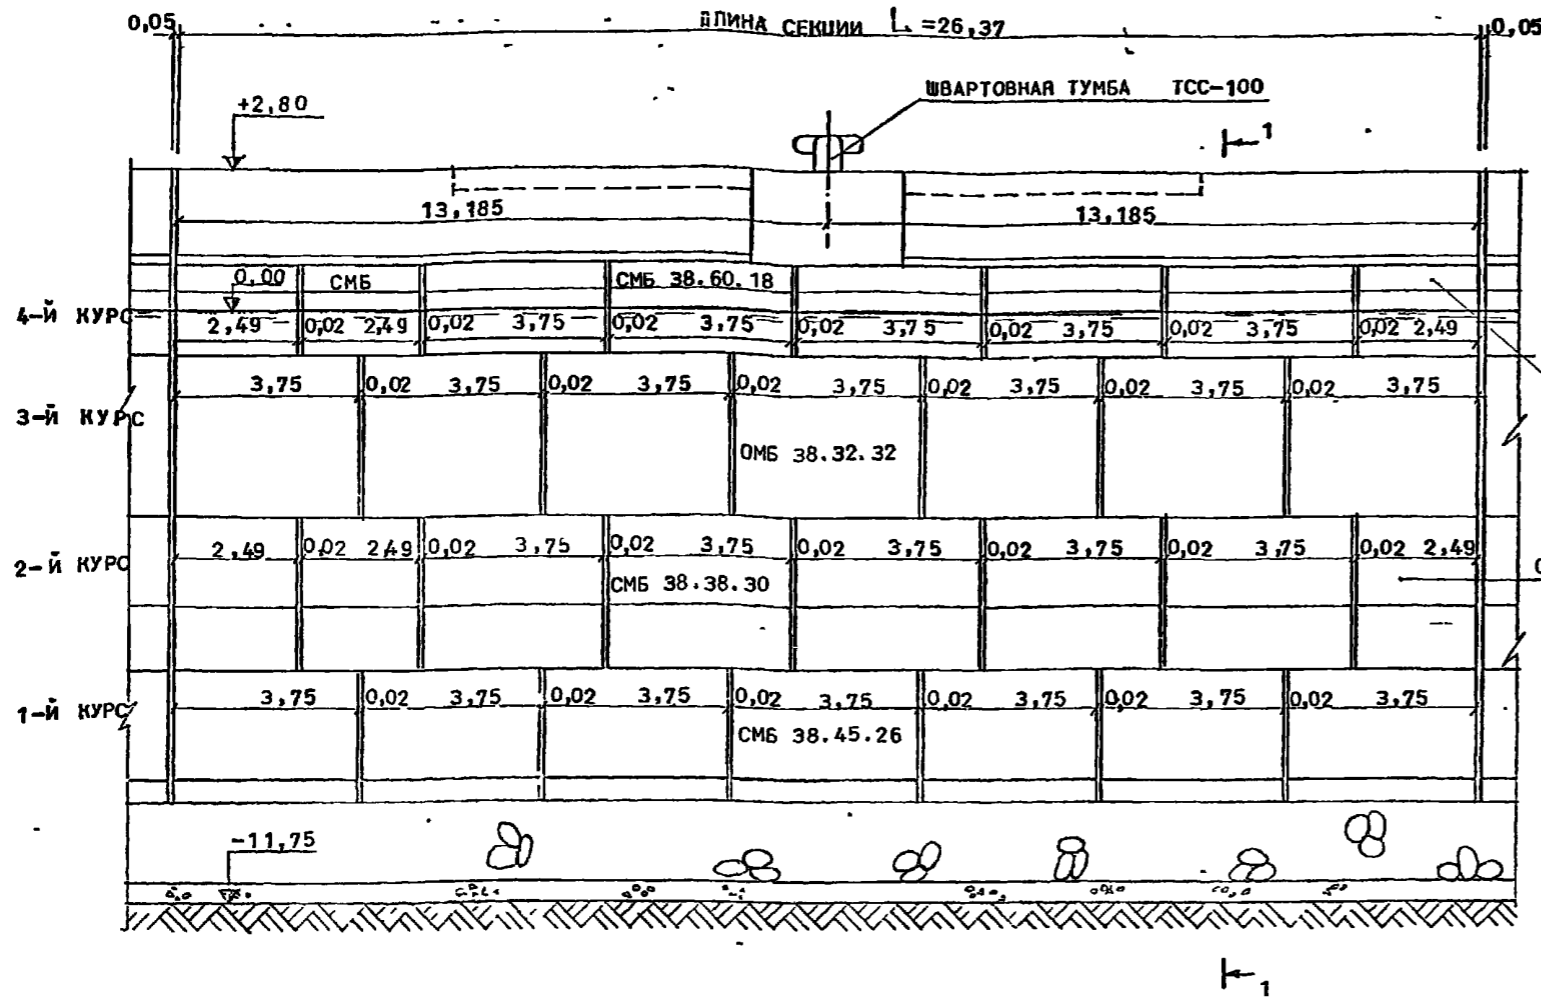 0,05 ДЛИНА СЕКЦИИ L =26,37 0,05
ШВАРТОВНАЯ ТУМБА ТСС-100
+2,80
1
13,185 13,185
0,00 СМБ СМБ 38.60.18
4-Й КУРС
2,49 0,02 2,49 0,02 3,75 0,02 3,75 0,02 3,75 0,02 3,75 0,02 3,75 0,02 2,49
3,75 0,02 3,75 0,02 3,75 0,02 3,75 0,02 3,75 0,02 3,75 0,02 3,75
3-Й КУРС
ОМБ 38.32.32
2,49 0,02 2,49 0,02 3,75 0,02 3,75 0,02 3,75 0,02 3,75 0,02 3,75 0,02 2,49
2-Й КУРС
СМБ 38.38.30
3,75 0,02 3,75 0,02 3,75 0,02 3,75 0,02 3,75 0,02 3,75 0,02 3,75
1-Й КУРС
СМБ 38.45.26
-11,75
1